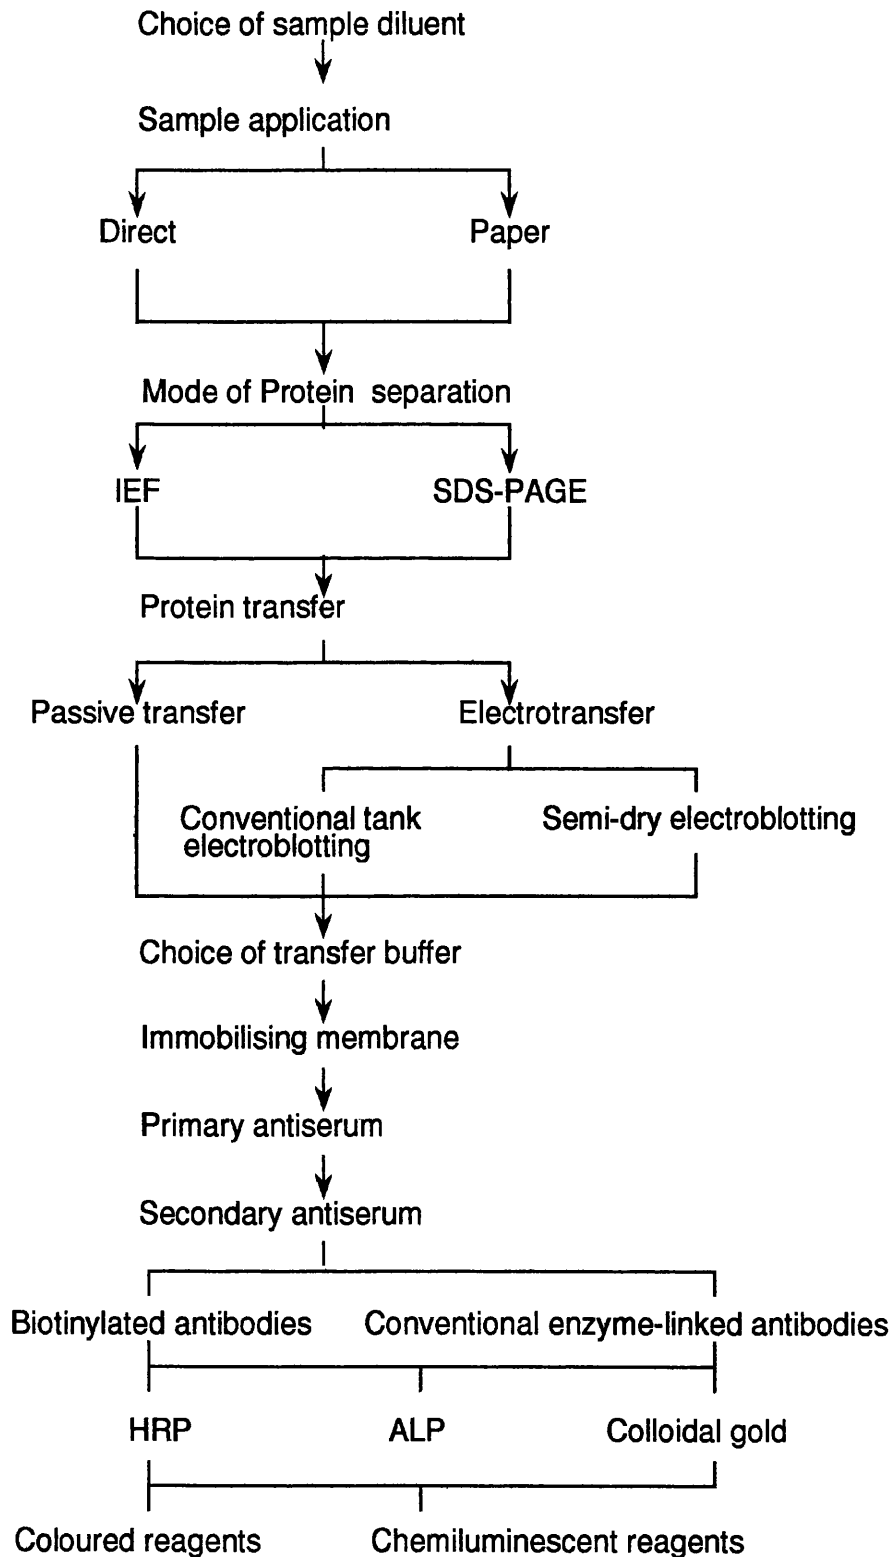 Choice of sample diluent
Sample application
Direct
Paper
Mode of Protein separation
IEF
SDS-PAGE
Protein transfer
Passive transfer
Electrotransfer
Conventional tank
electroblotting
Semi-dry electroblotting
Choice of transfer buffer
Immobilising membrane
Primary antiserum
Secondary antiserum
Biotinylated antibodies
Conventional enzyme-linked antibodies
HRP
ALP
Colloidal gold
Coloured reagents
Chemiluminescent reagents